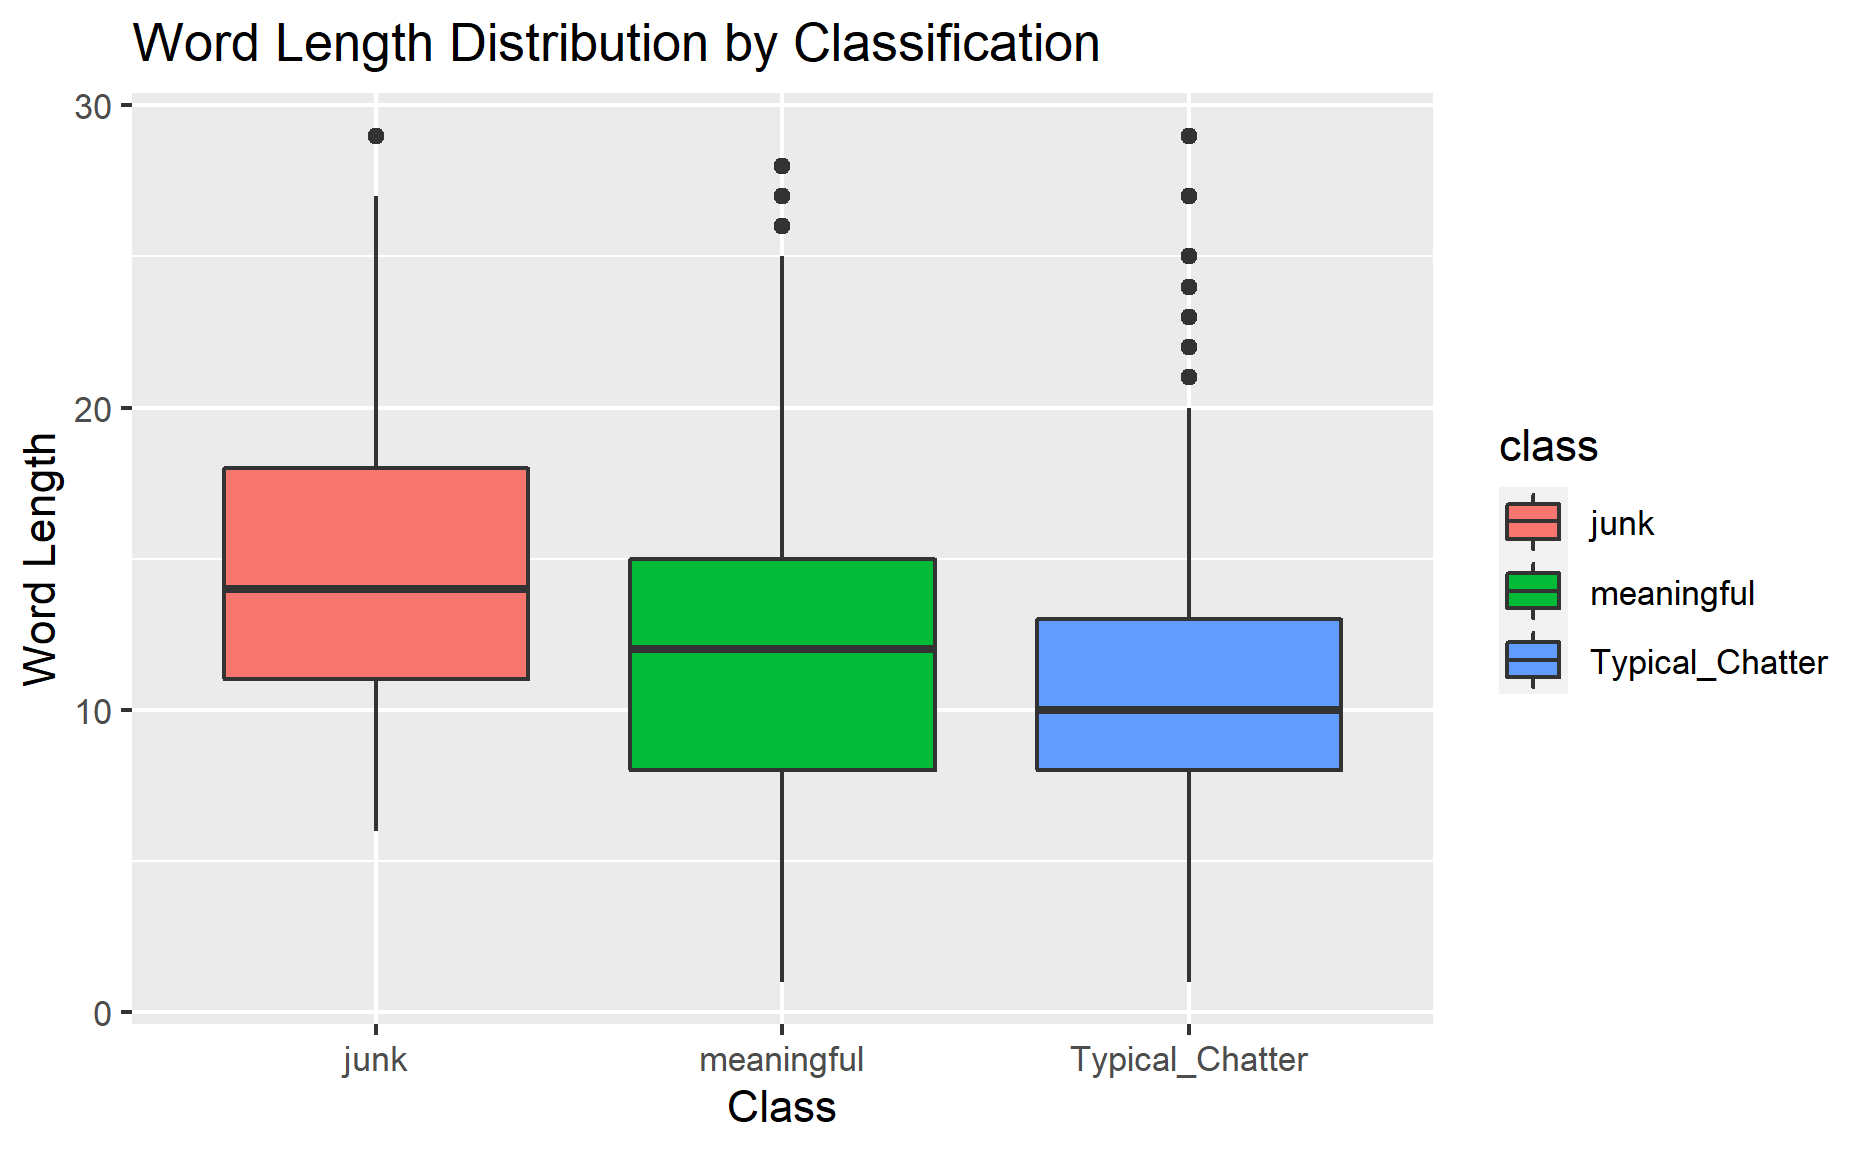 Word Length Distribution by Classification
30
20
10
0
Word Length
junk
meaningful
Typical_Chatter
Class
class
junk
meaningful
Typical_Chatter